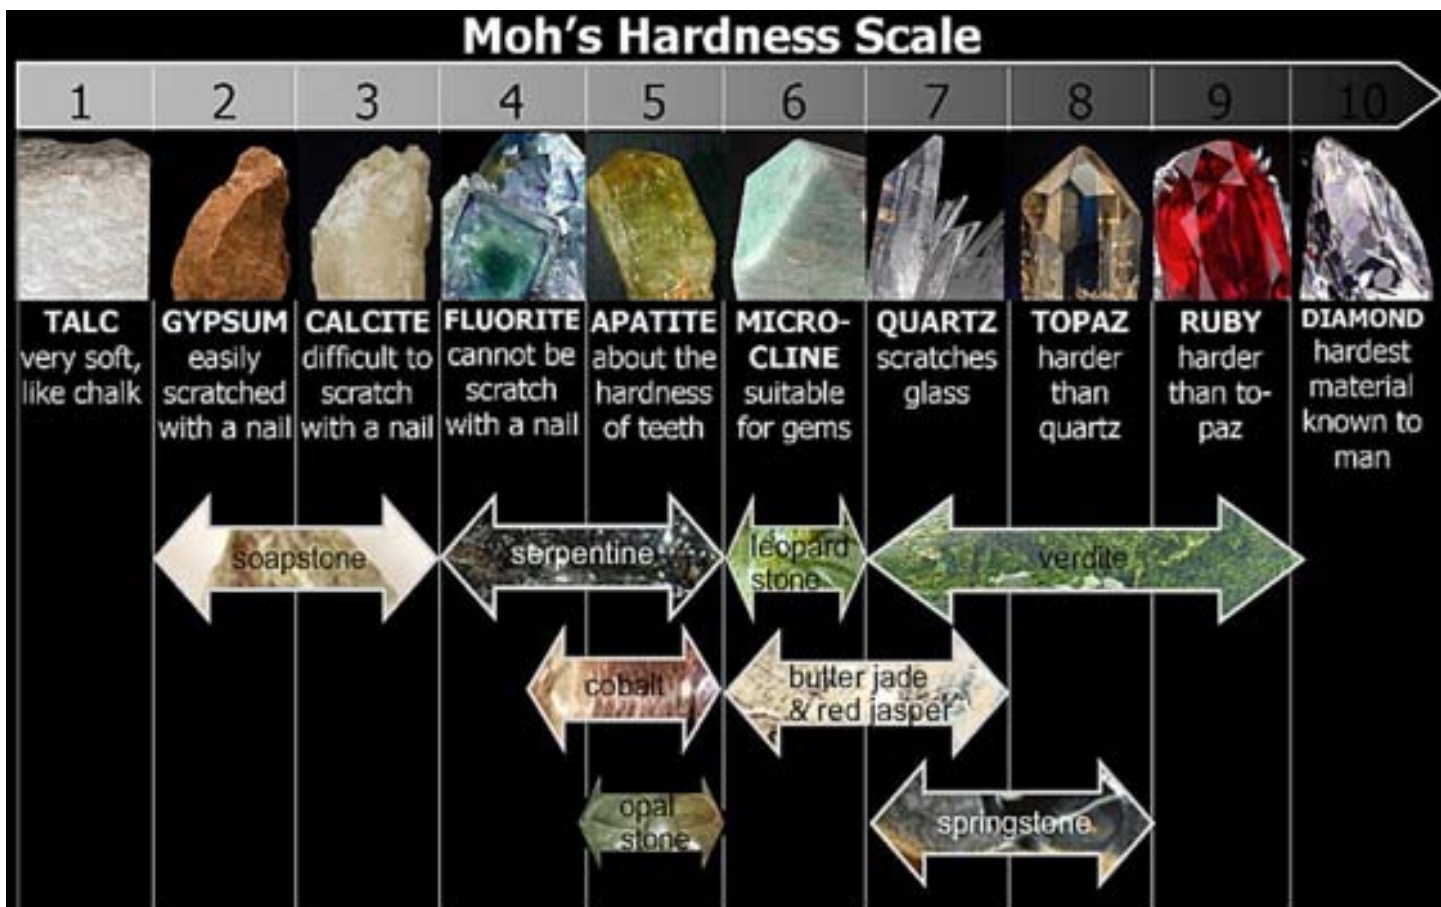 Moh's Hardness Scale
1 2 3 4 5 6 7 8 9 10
TALC
very soft,
like chalk
GYPSUM
easily
scratched
with a nail
CALCITE
difficult to
scratch
with a nail
FLUORITE
cannot be
scratch
with a nail
APATITE
about the
hardness
of teeth
MICRO-
CLINE
suitable
for gems
QUARTZ
scratches
glass
TOPAZ
harder
than
quartz
RUBY
harder
than to-
paz
DIAMOND
hardest
material
known to
man
soapstone
serpentine
leopard
stone
verdite
cobalt
butter jade
& red jasper
opal
stone
springstone